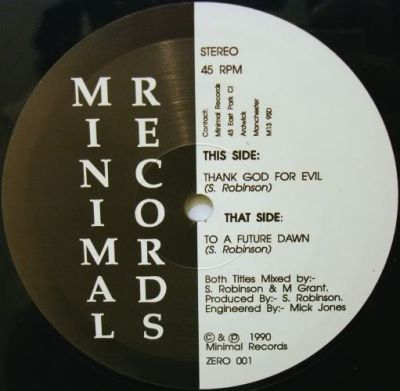 MINIMAL
RECORDS
STEREO
45 RPM
Contact:
Minimal Records
43 East Park Cl
Ardwick
Manchester
M13 9SD
THIS SIDE:
THANK GOD FOR EVIL
(S. Robinson)
THAT SIDE:
TO A FUTURE DAWN
(S. Robinson)
Both Titles Mixed by:-
S. Robinson & M Grant.
Produced By:- S. Robinson.
Engineered By:- Mick Jones
© & ℗ 1990
Minimal Records
ZERO 001